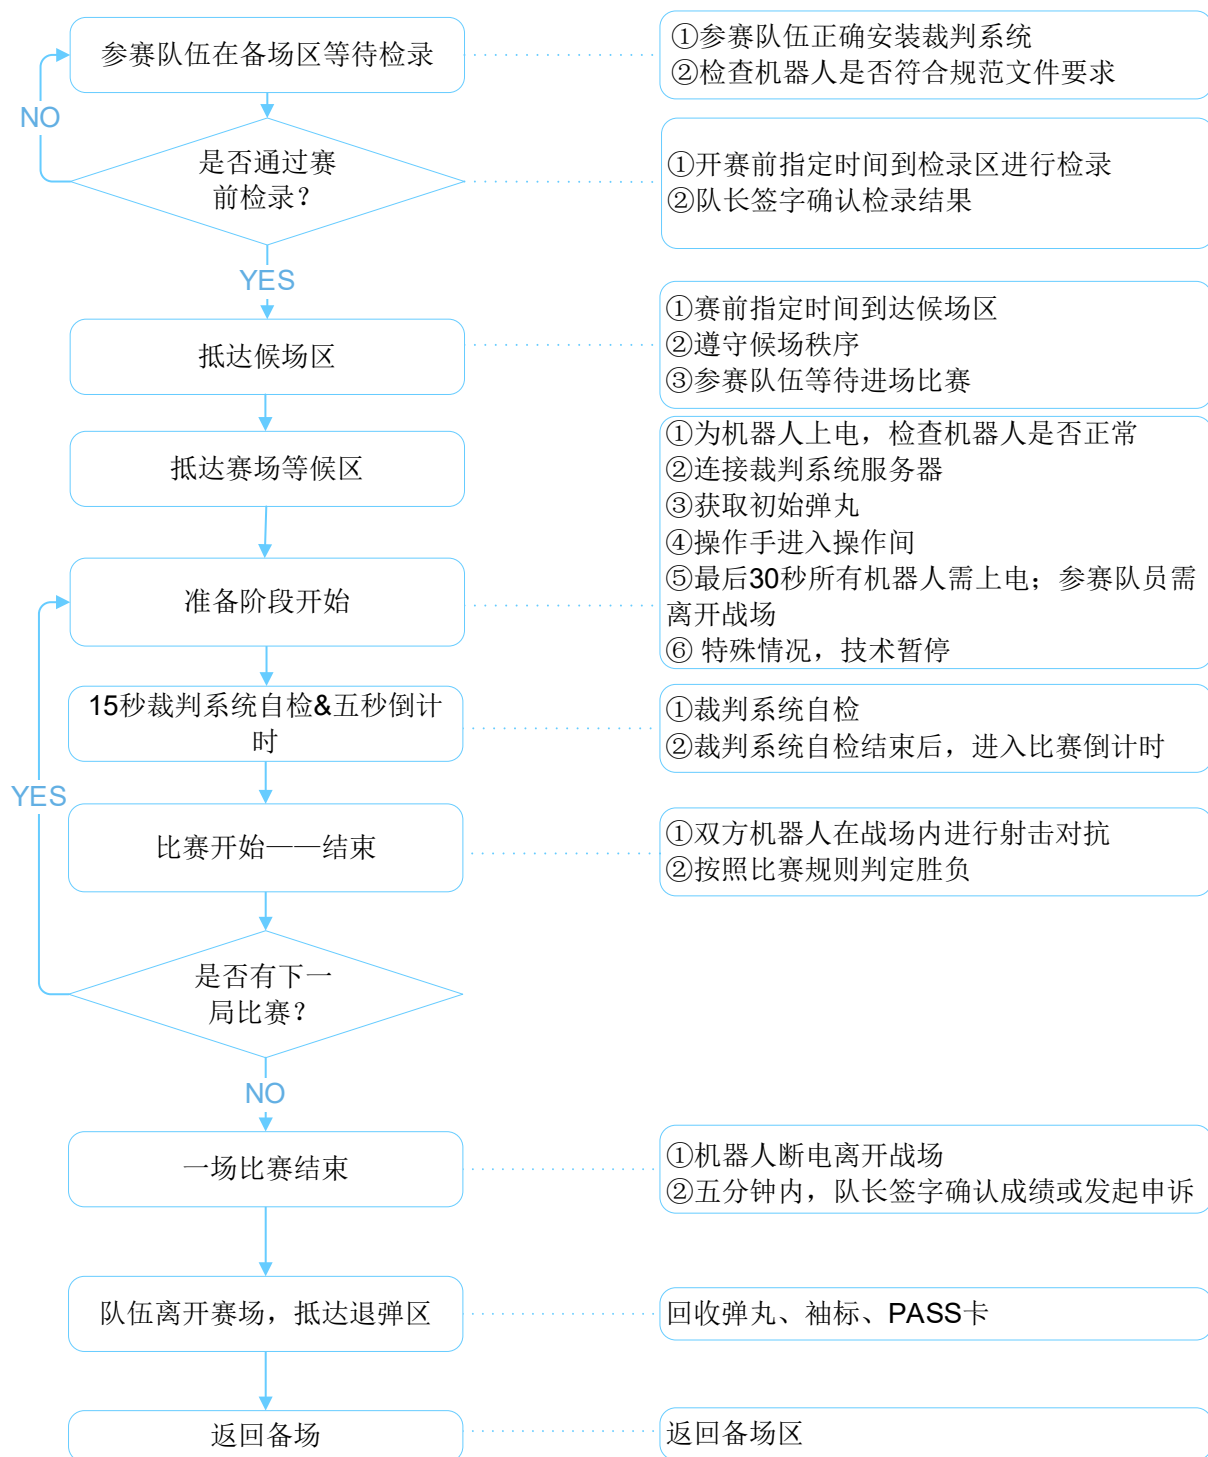 参赛队伍在备场区等待检录
①参赛队伍正确安装裁判系统
②检查机器人是否符合规范文件要求
NO
是否通过赛
前检录？
①开赛前指定时间到检录区进行检录
②队长签字确认检录结果
YES
抵达候场区
①赛前指定时间到达候场区
②遵守候场秩序
③参赛队伍等待进场比赛
抵达赛场等候区
①为机器人上电，检查机器人是否正常
②连接裁判系统服务器
③获取初始弹丸
④操作手进入操作间
⑤最后30秒所有机器人需上电；参赛队员需
离开战场
⑥ 特殊情况，技术暂停
准备阶段开始
15秒裁判系统自检&五秒倒计
时
①裁判系统自检
②裁判系统自检结束后，进入比赛倒计时
YES
比赛开始——结束
①双方机器人在战场内进行射击对抗
②按照比赛规则判定胜负
是否有下一
局比赛？
NO
一场比赛结束
①机器人断电离开战场
②五分钟内，队长签字确认成绩或发起申诉
队伍离开赛场，抵达退弹区
回收弹丸、袖标、PASS卡
返回备场
返回备场区